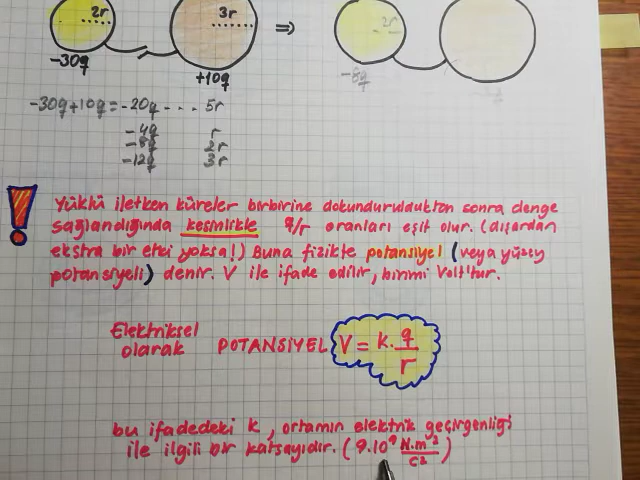 2r 3r ⇒ 2r
-30q +10q -8q
-30q+10q = -20q - - - 5r
-4q r
-8q 2r
-12q 3r
! Yüklü iletken küreler birbirine dokundurulduktan sonra denge
sağlandığında kesinlikle q/r oranları eşit olur. (dışardan
ekstra bir etki yoksa!) Buna fizikte potansiyel (veya yüzey
potansiyeli) denir. V ile ifade edilir, birimi Volt'tur.
Elektriksel
olarak POTANSİYEL V = k. q/r
bu ifadedeki k, ortamın elektrik geçirgenliği
ile ilgili bir katsayıdır. (9.10⁹ N.m²/C²)